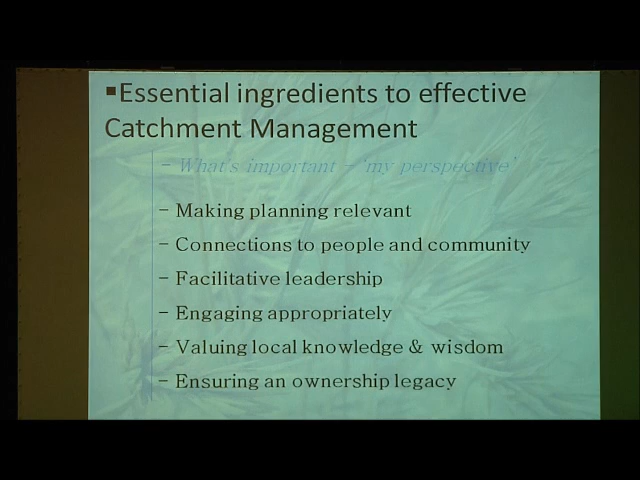 ▪Essential ingredients to effective
Catchment Management
– What's important – 'my perspective'
– Making planning relevant
– Connections to people and community
– Facilitative leadership
– Engaging appropriately
– Valuing local knowledge & wisdom
– Ensuring an ownership legacy